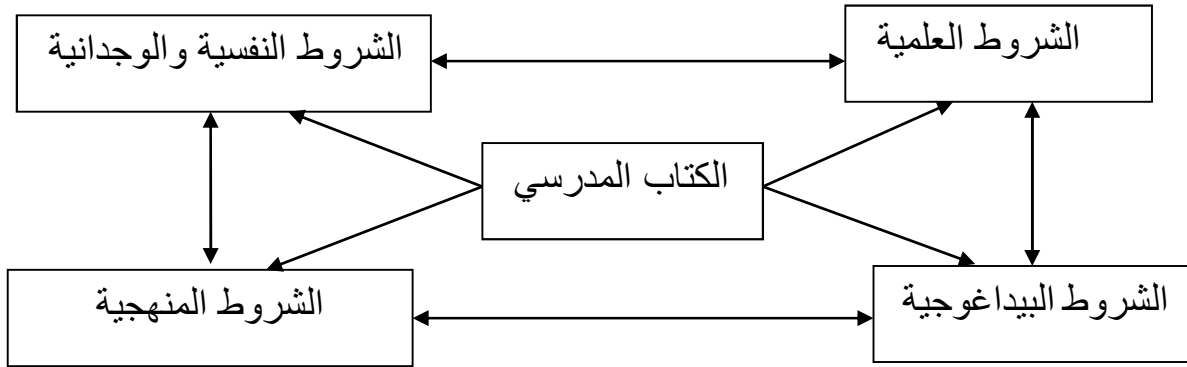 الشروط العلمية
الشروط النفسية والوجدانية
الكتاب المدرسي
الشروط البيداغوجية
الشروط المنهجية